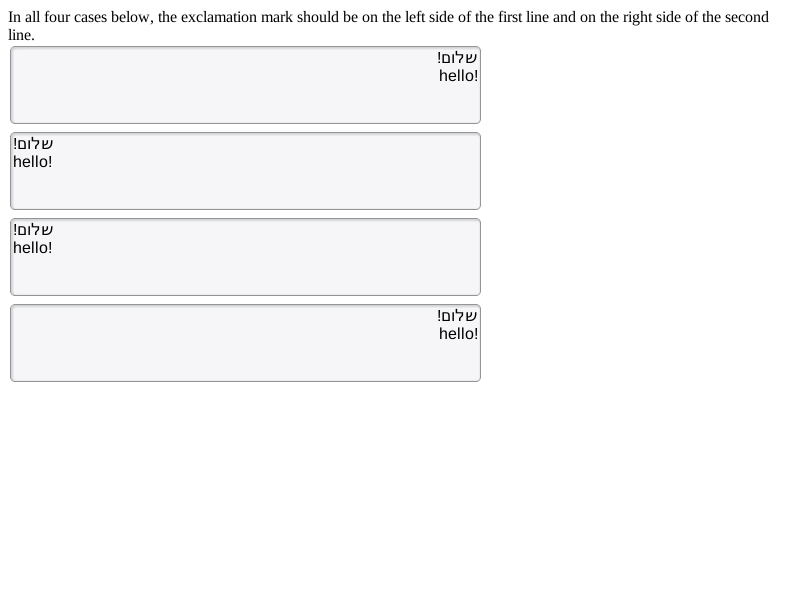 In all four cases below, the exclamation mark should be on the left side of the first line and on the right side of the second
line.
שלום!
hello!
שלום!
hello!
שלום!
hello!
שלום!
hello!